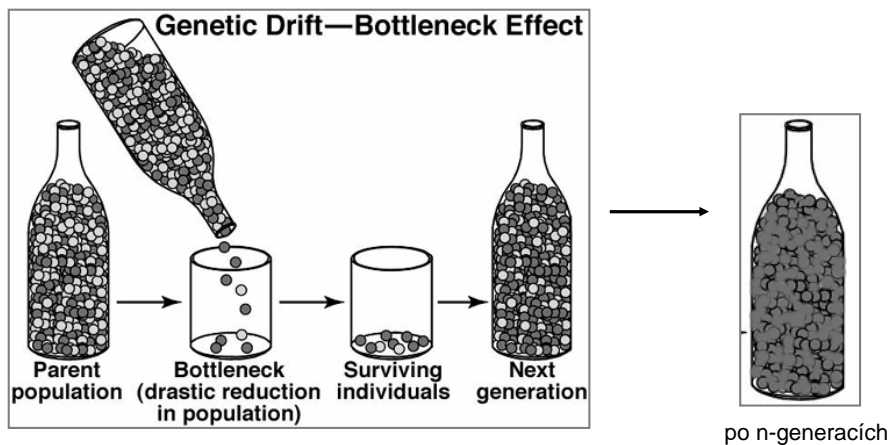 Genetic Drift—Bottleneck Effect
Parent
population
Bottleneck
(drastic reduction
in population)
Surviving
individuals
Next
generation
po n-generacích